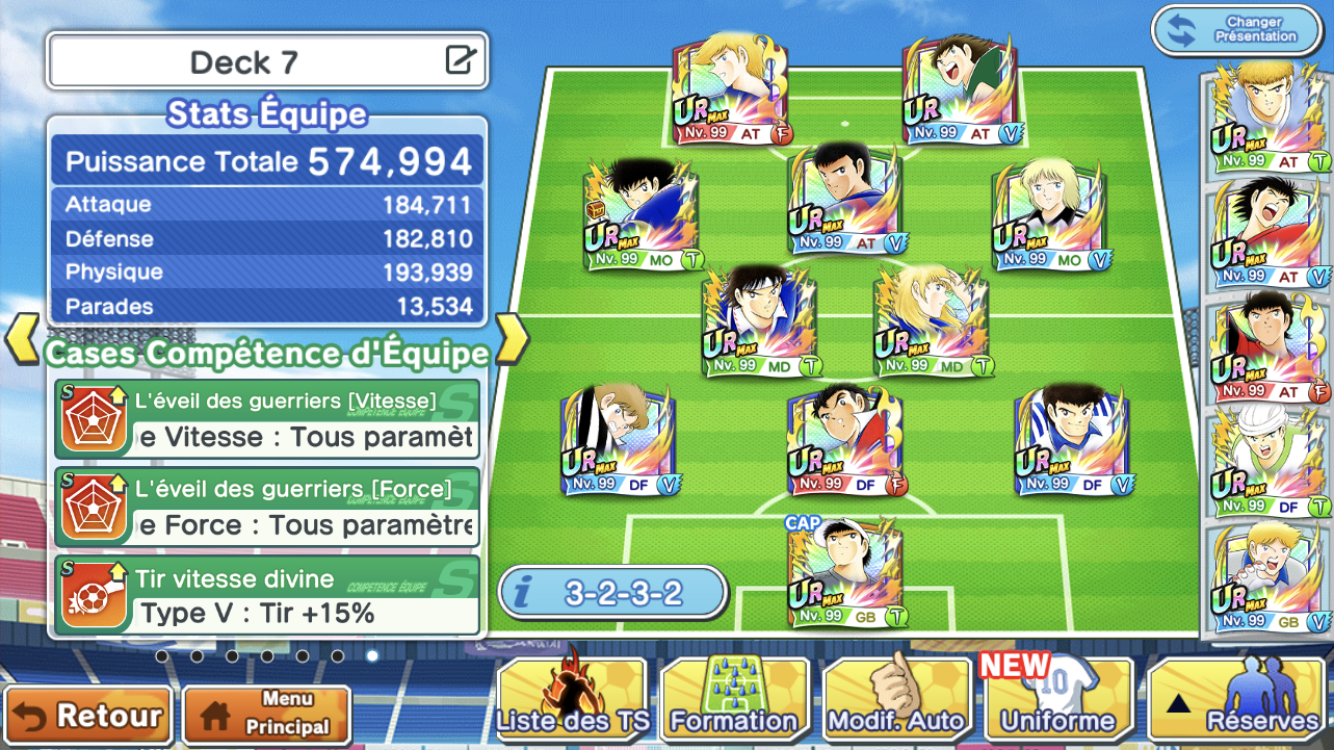 Changer
Présentation
Deck 7
Stats Équipe
Puissance Totale 574,994
Attaque 184,711
Défense 182,810
Physique 193,939
Parades 13,534
Cases Compétence d'Équipe
S L'éveil des guerriers [Vitesse]
COMPÉTENCE ÉQUIPE S
e Vitesse : Tous paramèt
S L'éveil des guerriers [Force]
COMPÉTENCE ÉQUIPE S
e Force : Tous paramètre
S Tir vitesse divine
COMPÉTENCE ÉQUIPE S
Type V : Tir +15%
UR MAX
Nv. 99 AT F
UR
Nv. 99 AT V
UR MAX
Nv. 99 MO T
UR MAX
Nv. 99 AT V
UR MAX
Nv. 99 MO V
UR MAX
Nv. 99 MD T
UR MAX
Nv. 99 MD T
UR MAX
Nv. 99 DF V
UR MAX
Nv. 99 DF F
UR MAX
Nv. 99 DF V
CAP
UR MAX
Nv. 99 GB T
i 3-2-3-2
UR MAX
Nv. 99 AT T
UR MAX
Nv. 99 AT V
UR MAX
Nv. 99 AT F
UR MAX
Nv. 99 DF T
UR MAX
Nv. 99 GB V
Retour
Menu
Principal
Liste des TS
Formation
Modif. Auto
NEW
10
Uniforme
Réserves